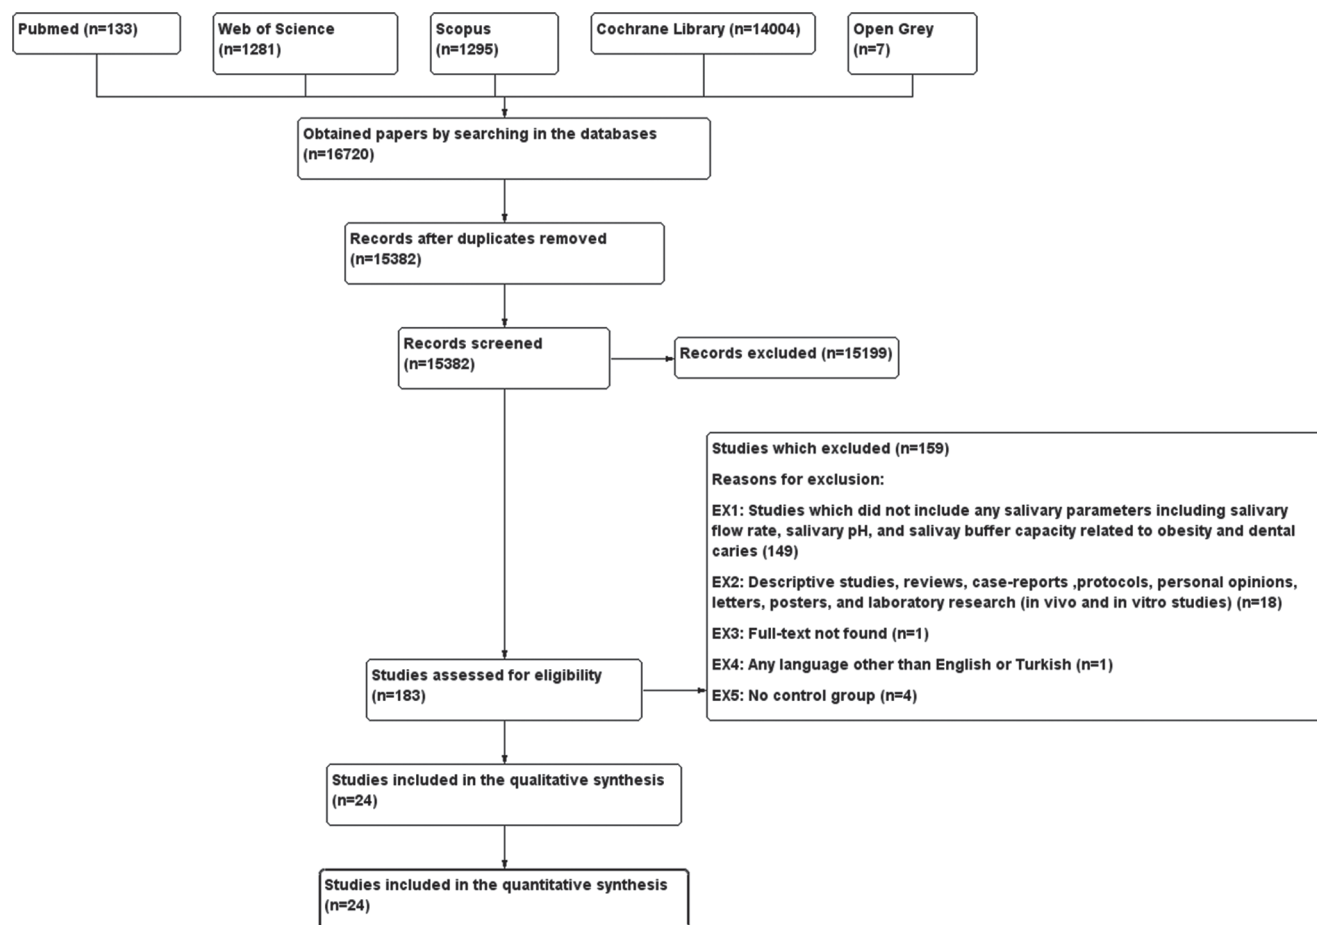 Pubmed (n=133)
Web of Science
(n=1281)
Scopus
(n=1295)
Cochrane Library (n=14004)
Open Grey
(n=7)
Obtained papers by searching in the databases
(n=16720)
Records after duplicates removed
(n=15382)
Records screened
(n=15382)
Records excluded (n=15199)
Studies which excluded (n=159)
Reasons for exclusion:
EX1: Studies which did not include any salivary parameters including salivary
flow rate, salivary pH, and salivay buffer capacity related to obesity and dental
caries (149)
EX2: Descriptive studies, reviews, case-reports ,protocols, personal opinions,
letters, posters, and laboratory research (in vivo and in vitro studies) (n=18)
EX3: Full-text not found (n=1)
EX4: Any language other than English or Turkish (n=1)
EX5: No control group (n=4)
Studies assessed for eligibility
(n=183)
Studies included in the qualitative synthesis
(n=24)
Studies included in the quantitative synthesis
(n=24)